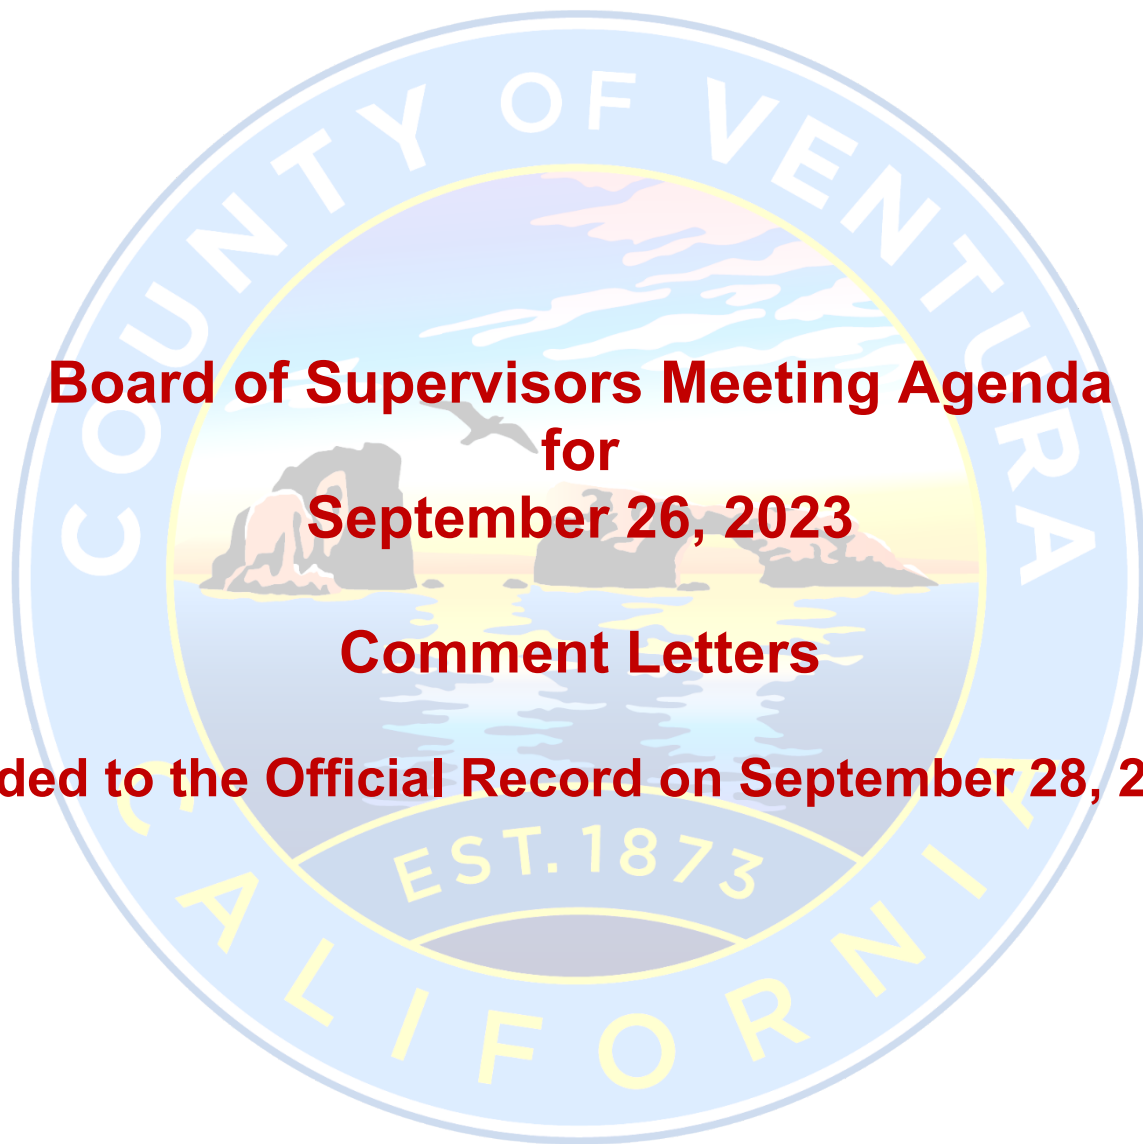 COUNTY OF VENTURA
Board of Supervisors Meeting Agenda
for
September 26, 2023
Comment Letters
ded to the Official Record on September 28, 2
EST. 1873
CALIFORNIA